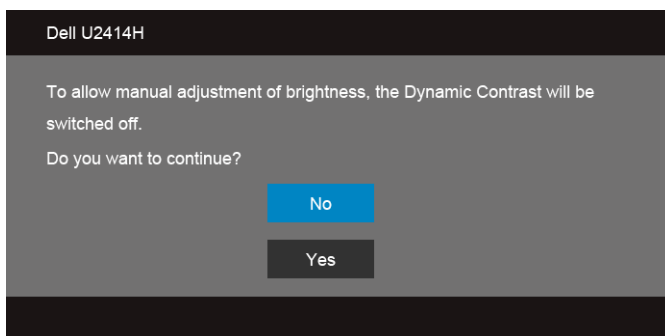 Dell U2414H
To allow manual adjustment of brightness, the Dynamic Contrast will be
switched off.
Do you want to continue?
No
Yes